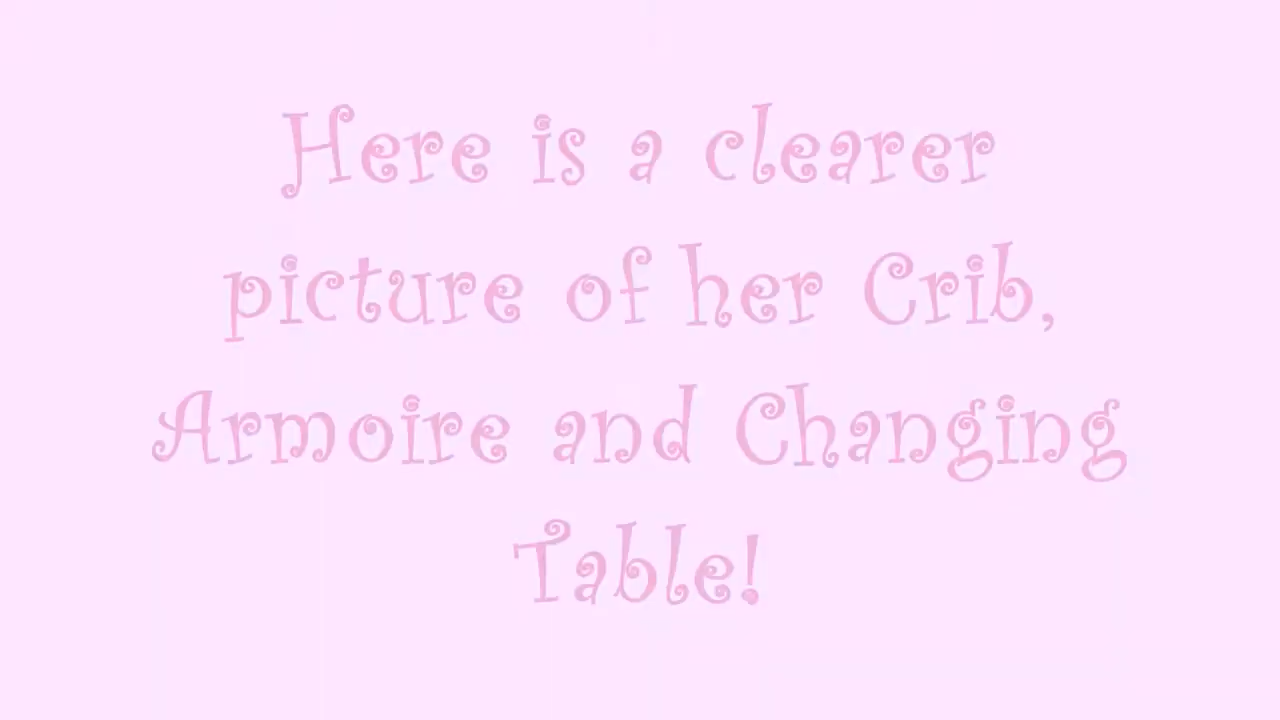 Here is a clearer
picture of her Crib,
Armoire and Changing
Table!